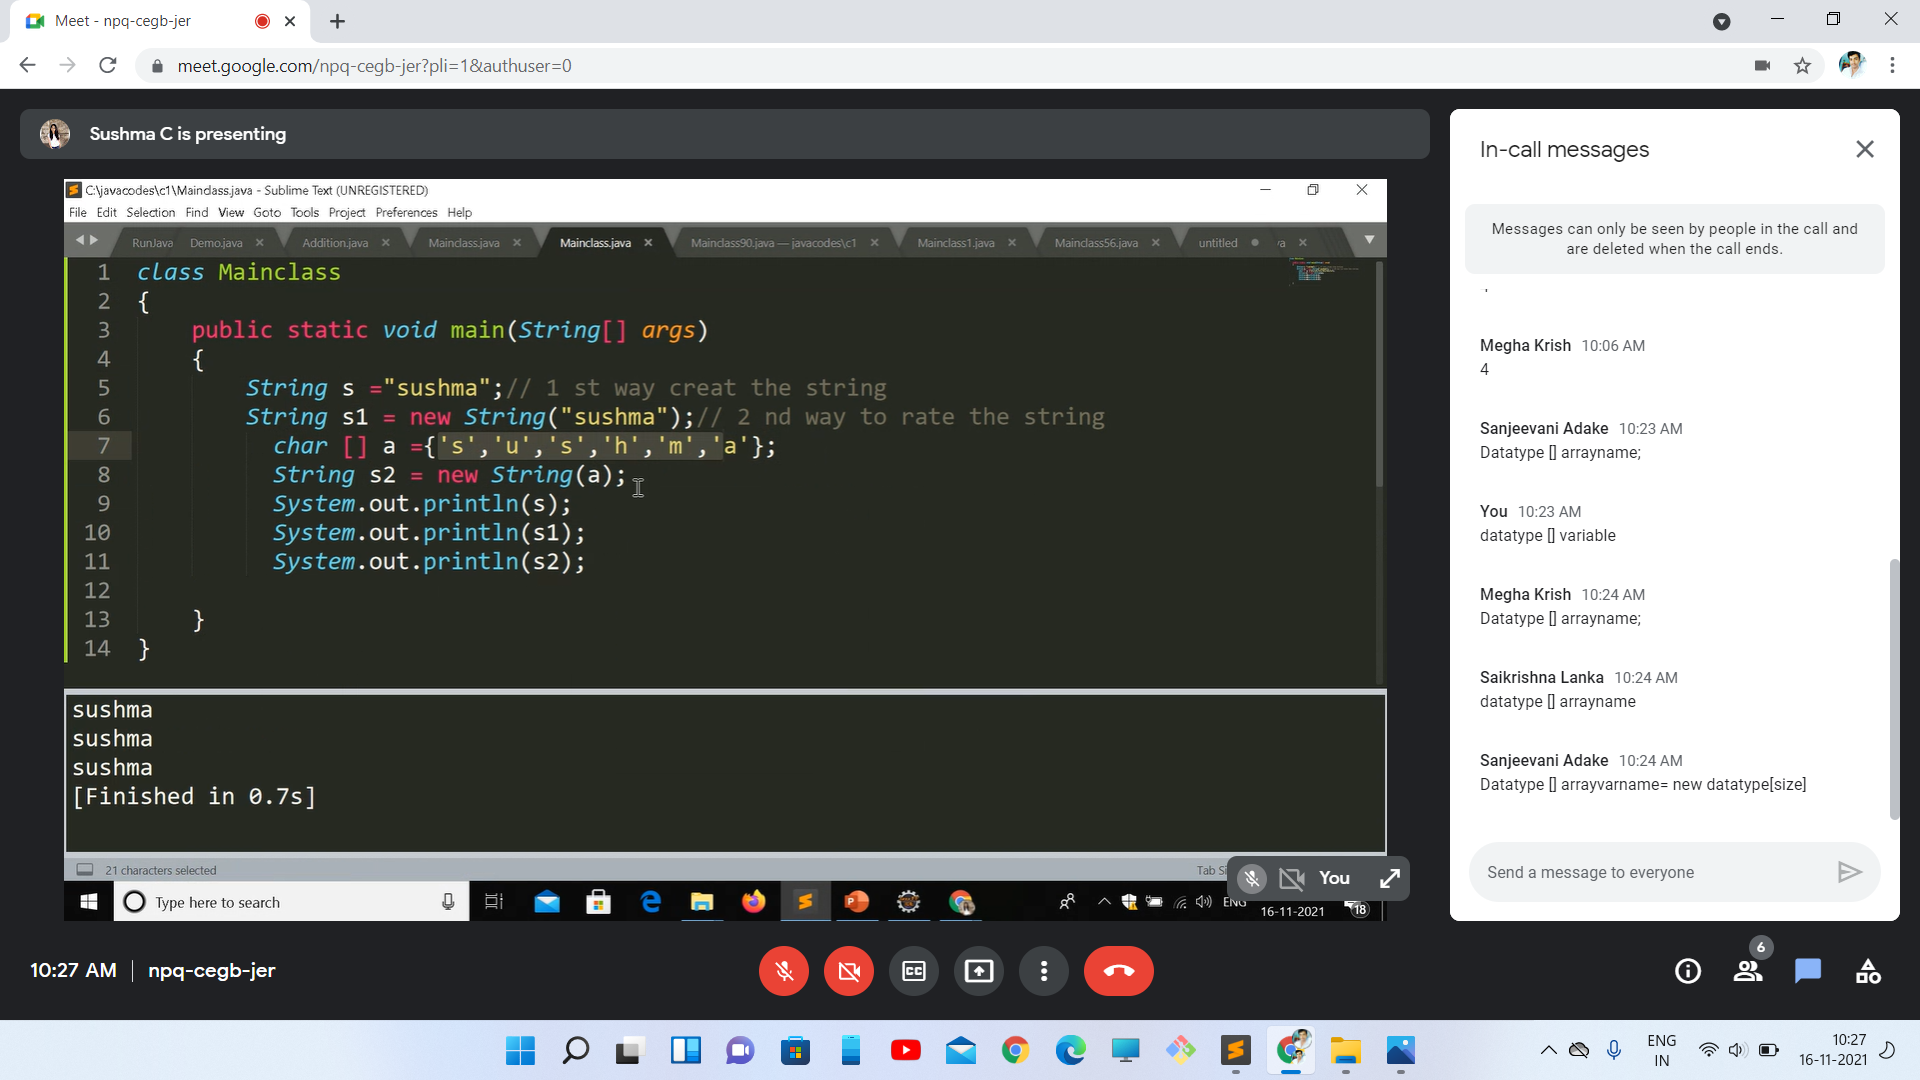 Meet - npq-cegb-jer
meet.google.com/npq-cegb-jer?pli=1&authuser=0
Sushma C is presenting
C:\javacodes\c1\Mainclass.java - Sublime Text (UNREGISTERED)
File Edit Selection Find View Goto Tools Project Preferences Help
RunJava Demo.java Addition.java Mainclass.java Mainclass.java Mainclass90.java — javacodes\c1 Mainclass1.java Mainclass56.java untitled va
1 class Mainclass
2 {
3 public static void main(String[] args)
4 {
5 String s ="sushma";// 1 st way creat the string
6 String s1 = new String("sushma");// 2 nd way to rate the string
7 char [] a ={'s','u','s','h','m','a'};
8 String s2 = new String(a);
9 System.out.println(s);
10 System.out.println(s1);
11 System.out.println(s2);
12
13 }
14 }
sushma
sushma
sushma
[Finished in 0.7s]
21 characters selected
Tab Si
You
Type here to search
ENG
16-11-2021
18
In-call messages
Messages can only be seen by people in the call and
are deleted when the call ends.
Megha Krish 10:06 AM
4
Sanjeevani Adake 10:23 AM
Datatype [] arrayname;
You 10:23 AM
datatype [] variable
Megha Krish 10:24 AM
Datatype [] arrayname;
Saikrishna Lanka 10:24 AM
datatype [] arrayname
Sanjeevani Adake 10:24 AM
Datatype [] arrayvarname= new datatype[size]
Send a message to everyone
10:27 AM npq-cegb-jer
CC
6
ENG
IN
10:27
16-11-2021